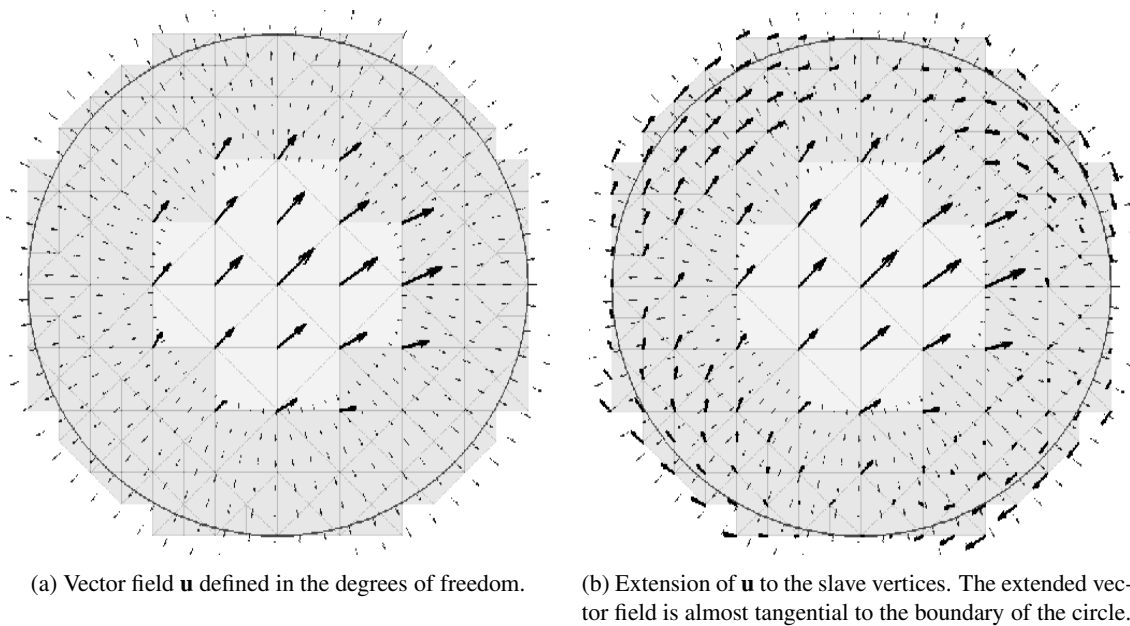 (a) Vector field u defined in the degrees of freedom.
(b) Extension of u to the slave vertices. The extended vec-
tor field is almost tangential to the boundary of the circle.